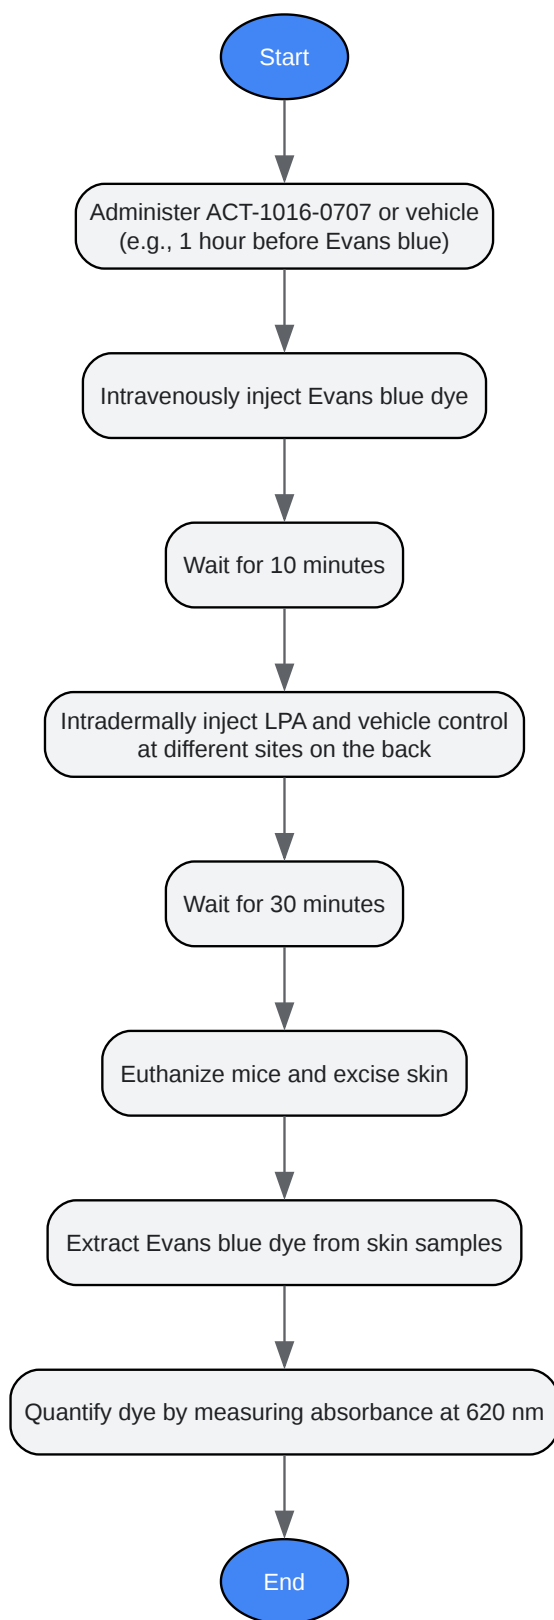 Start
Administer ACT-1016-0707 or vehicle
(e.g., 1 hour before Evans blue)
Intravenously inject Evans blue dye
Wait for 10 minutes
Intradermally inject LPA and vehicle control
at different sites on the back
Wait for 30 minutes
Euthanize mice and excise skin
Extract Evans blue dye from skin samples
Quantify dye by measuring absorbance at 620 nm
End